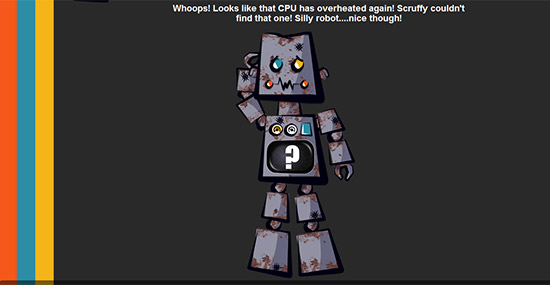 Whoops! Looks like that CPU has overheated again! Scruffy couldn't
find that one! Silly robot....nice though!
?